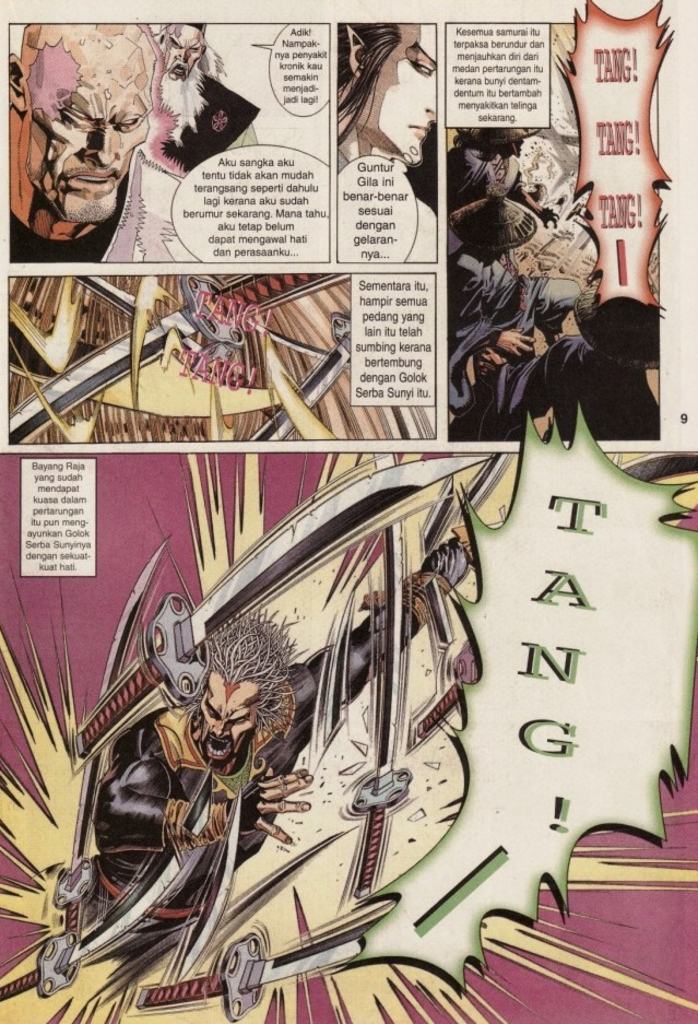 Adik!
Nampak-
nya penyakit
kronik kau
semakin
menjadi-
jadi lagi!
Aku sangka aku
tentu tidak akan mudah
terangsang seperti dahulu
lagi kerana aku sudah
berumur sekarang. Mana tahu,
aku tetap belum
dapat mengawal hati
dan perasaanku...
Guntur
Gila ini
benar-benar
sesuai
dengan
gelaran-
nya...
Kesemua samurai itu
terpaksa berundur dan
menjauhkan diri dari
medan pertarungan itu
kerana bunyi dentam-
dentum itu bertambah
menyakitkan telinga
sekarang.
TANG!
TANG!
TANG!
TANG!
TANG!
Sementara itu,
hampir semua
pedang yang
lain itu telah
sumbing kerana
bertembung
dengan Golok
Serba Sunyi itu.
9
Bayang Raja
yang sudah
mendapat
kuasa dalam
pertarungan
itu pun meng-
ayunkan Golok
Serba Sunyinya
dengan sekuat-
kuat hati.
TANG!